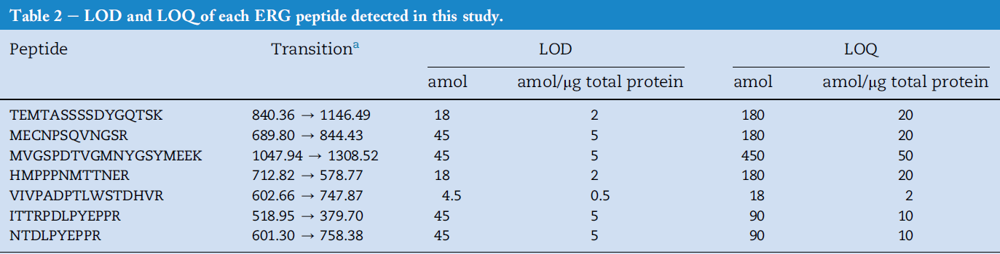 Table 2 – LOD and LOQ of each ERG peptide detected in this study.
Peptide Transitionᵃ LOD LOQ
amol amol/μg total protein amol amol/μg total protein
TEMTASSSSDYGQTSK 840.36 → 1146.49 18 2 180 20
MECNPSQVNGSR 689.80 → 844.43 45 5 180 20
MVGSPDTVGMNYGSYMEEK 1047.94 → 1308.52 45 5 450 50
HMPPPNMTTNER 712.82 → 578.77 18 2 180 20
VIVPADPTLWSTDHVR 602.66 → 747.87 4.5 0.5 18 2
ITTRPDLPYEPPR 518.95 → 379.70 45 5 90 10
NTDLPYEPPR 601.30 → 758.38 45 5 90 10